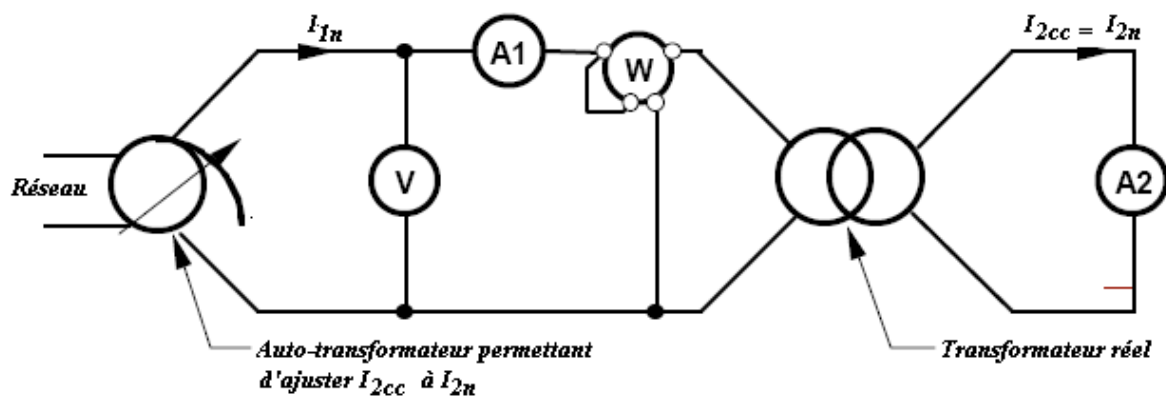 I1n
I2cc = I2n
A1
W
Réseau
V
A2
Auto-transformateur permettant
d'ajuster I2cc à I2n
Transformateur réel